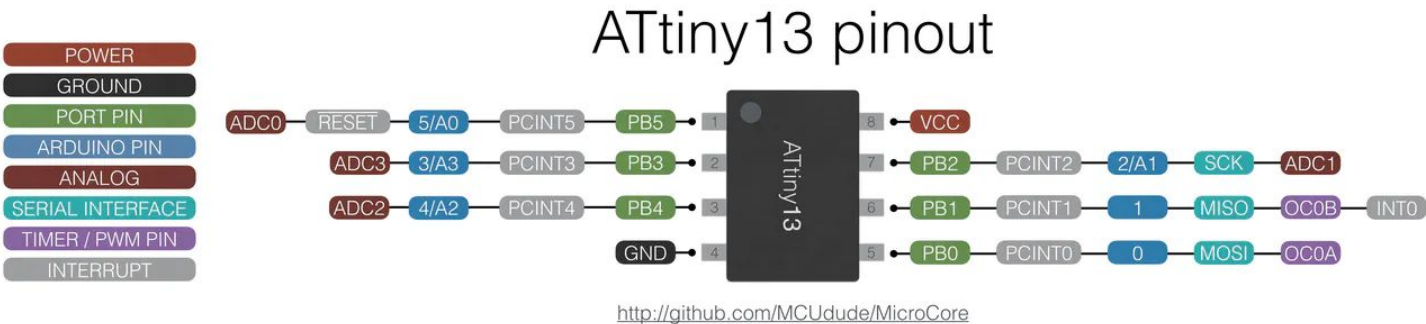 ATtiny13 pinout
POWER
GROUND
PORT PIN
ARDUINO PIN
ANALOG
SERIAL INTERFACE
TIMER / PWM PIN
INTERRUPT
ADC0 RESET 5/A0 PCINT5 PB5 1
ADC3 3/A3 PCINT3 PB3 2
ADC2 4/A2 PCINT4 PB4 3
GND 4
ATtiny13
8 VCC
7 PB2 PCINT2 2/A1 SCK ADC1
6 PB1 PCINT1 1 MISO OC0B INT0
5 PB0 PCINT0 0 MOSI OC0A
http://github.com/MCUdude/MicroCore